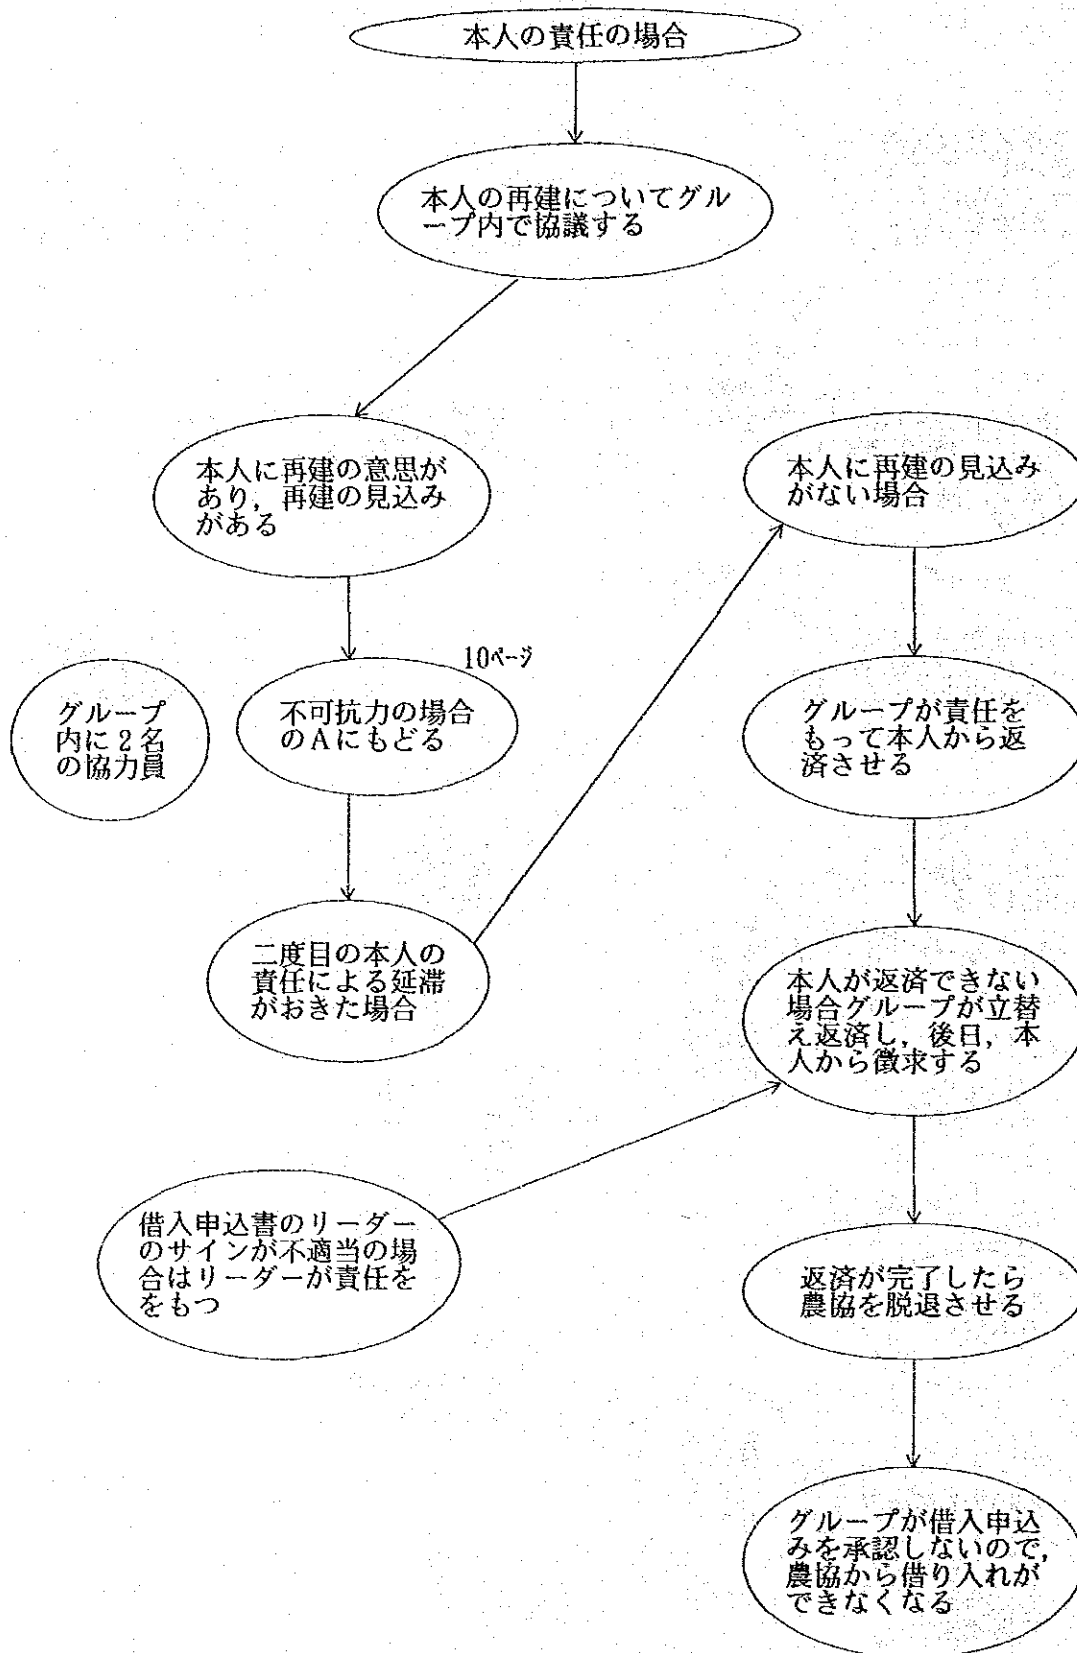 本人の責任の場合
本人の再建についてグル
ープ内で協議する
本人に再建の意思が
あり，再建の見込み
がある
本人に再建の見込み
がない場合
10ページ
グループ
内に2名
の協力員
不可抗力の場合
のAにもどる
グループが責任を
もって本人から返
済させる
二度目の本人の
責任による延滞
がおきた場合
本人が返済できない
場合グループが立替
え返済し，後日，本
人から徴求する
借入申込書のリーダー
のサインが不適当の場
合はリーダーが責任を
をもつ
返済が完了したら
農協を脱退させる
グループが借入申込
みを承認しないので，
農協から借り入れが
できなくなる